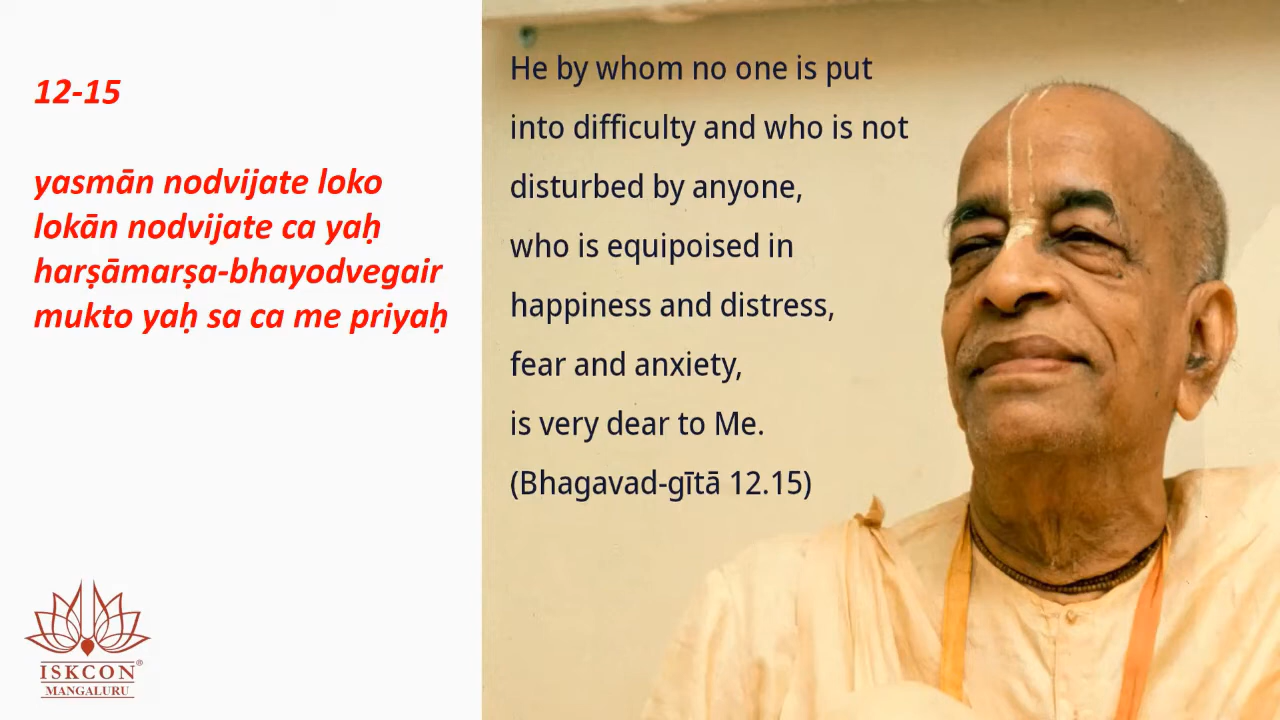 12-15
yasmān nodvijate loko
lokān nodvijate ca yaḥ
harṣāmarṣa-bhayodvegair
mukto yaḥ sa ca me priyaḥ
ISKCON®
MANGALURU
He by whom no one is put
into difficulty and who is not
disturbed by anyone,
who is equipoised in
happiness and distress,
fear and anxiety,
is very dear to Me.
(Bhagavad-gītā 12.15)